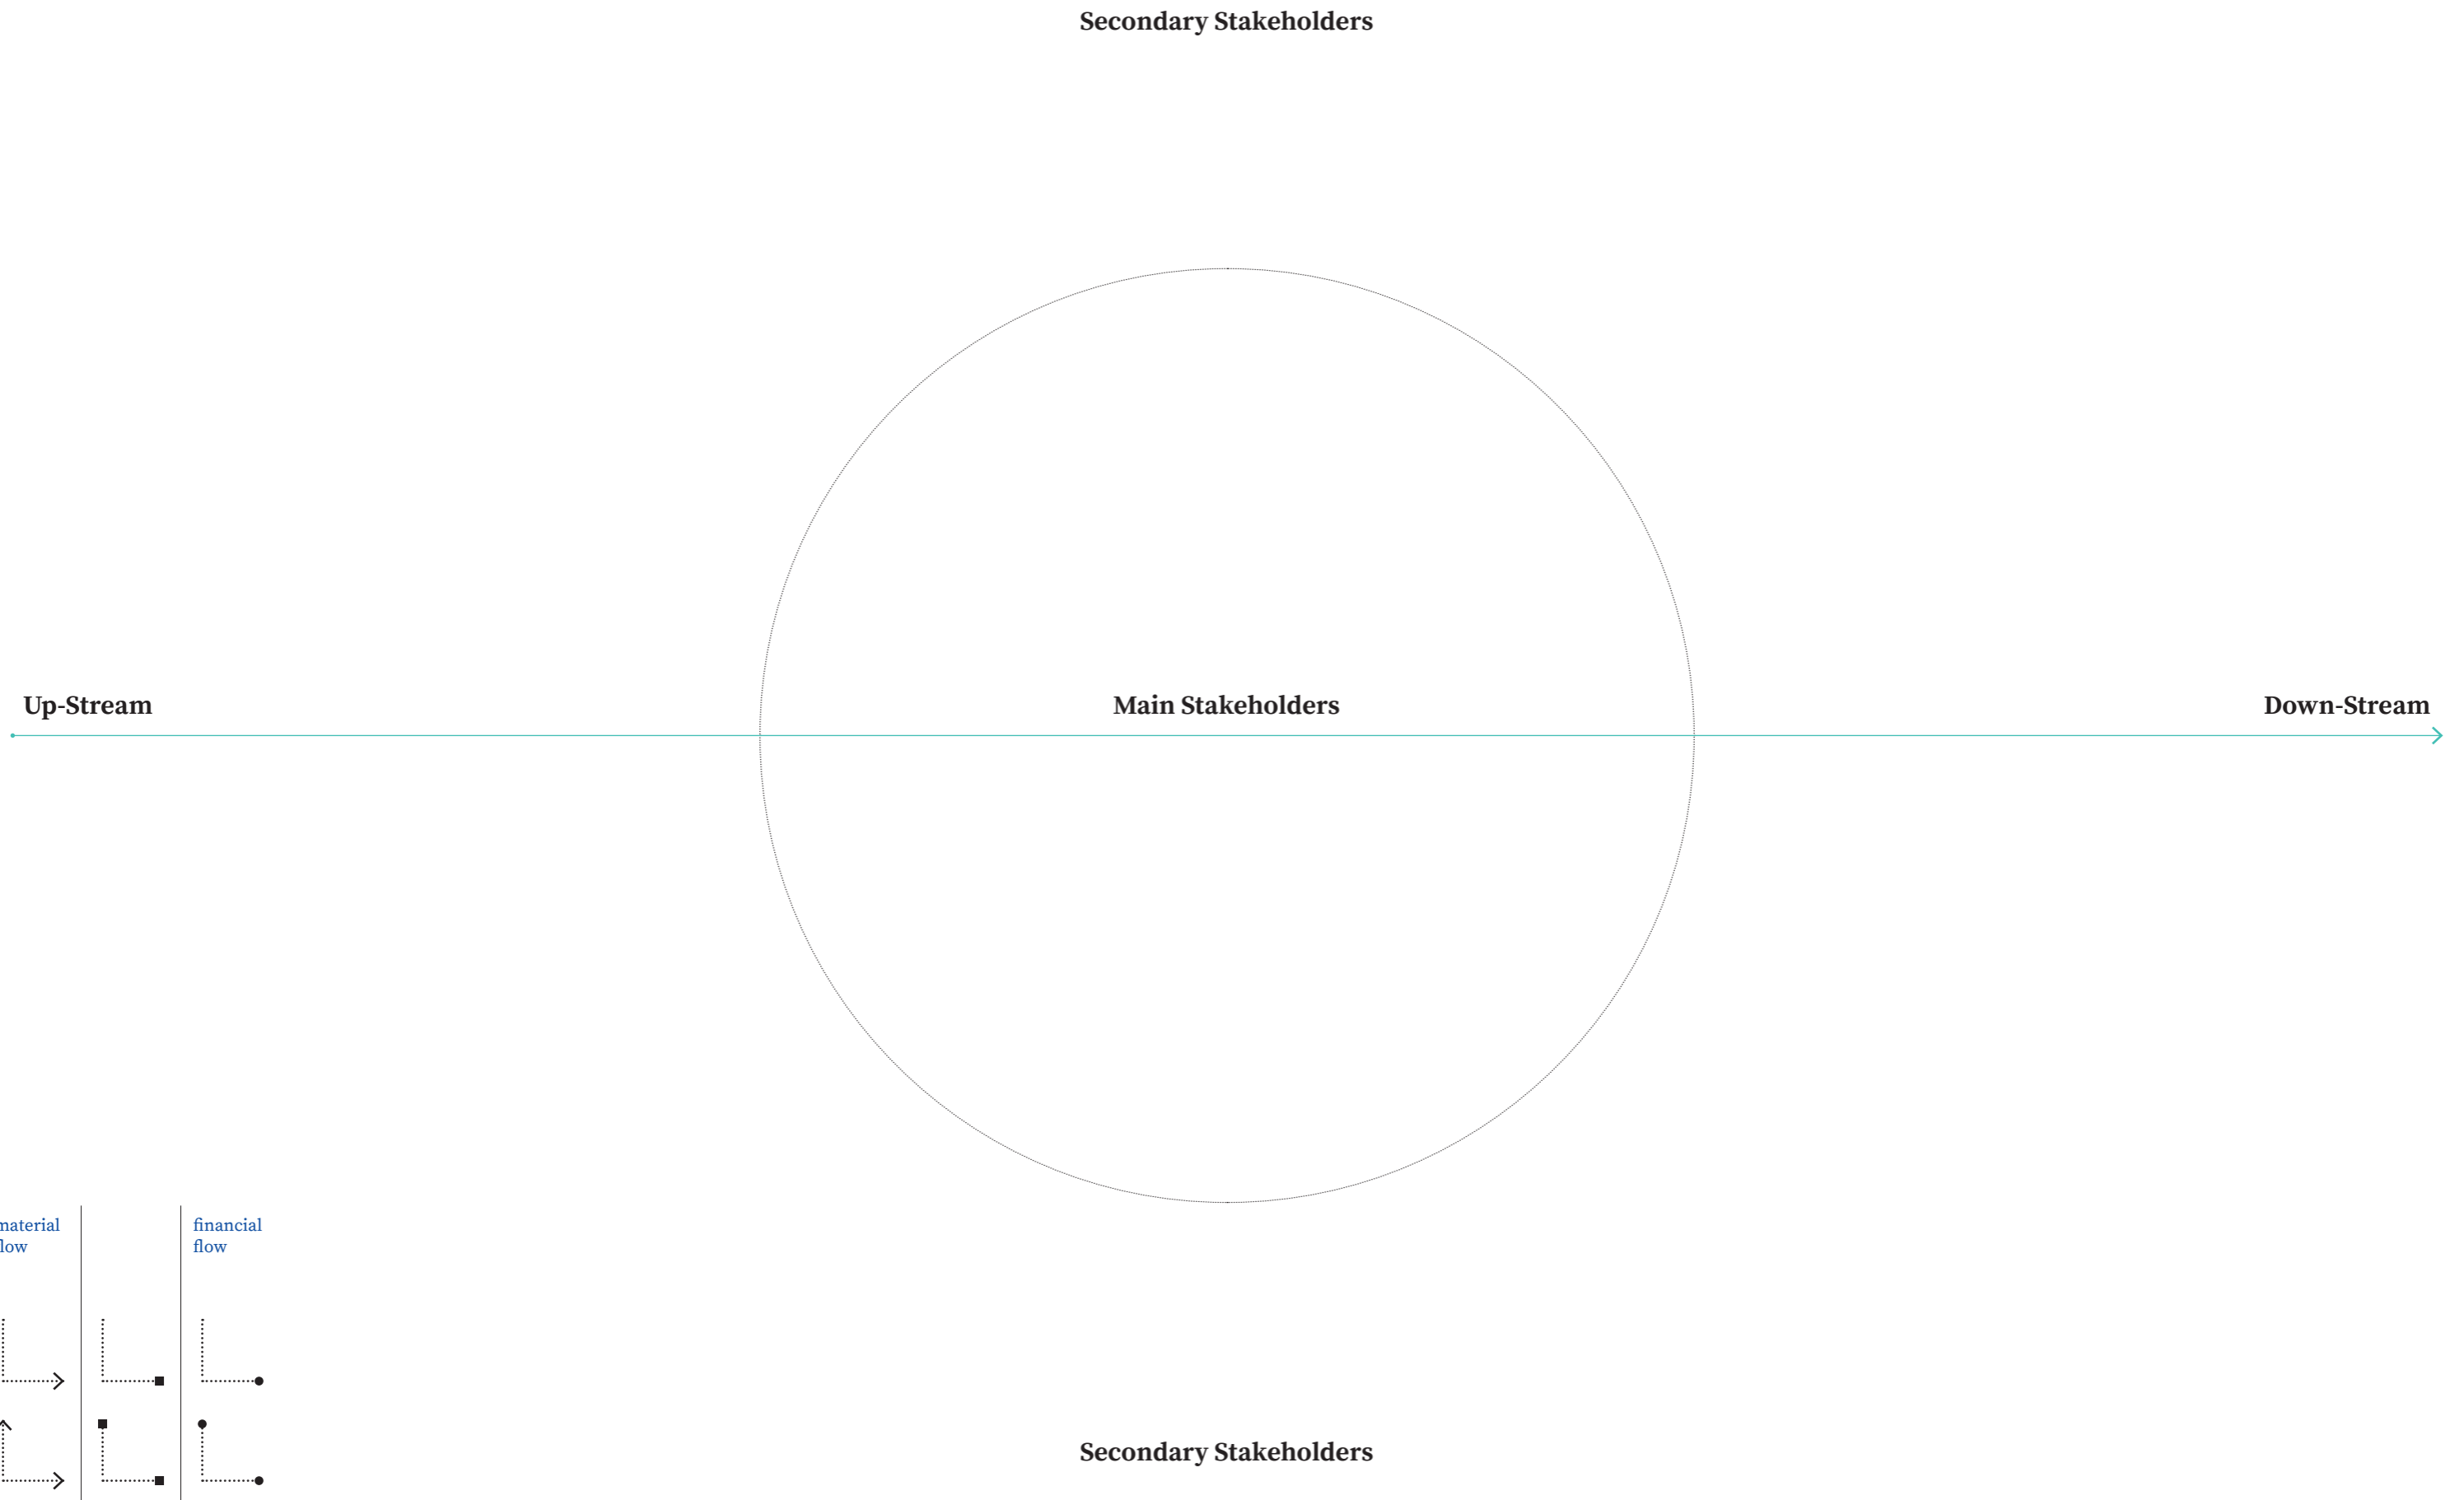 Secondary Stakeholders
Up-Stream
Main Stakeholders
Down-Stream
financial
flow
Secondary Stakeholders